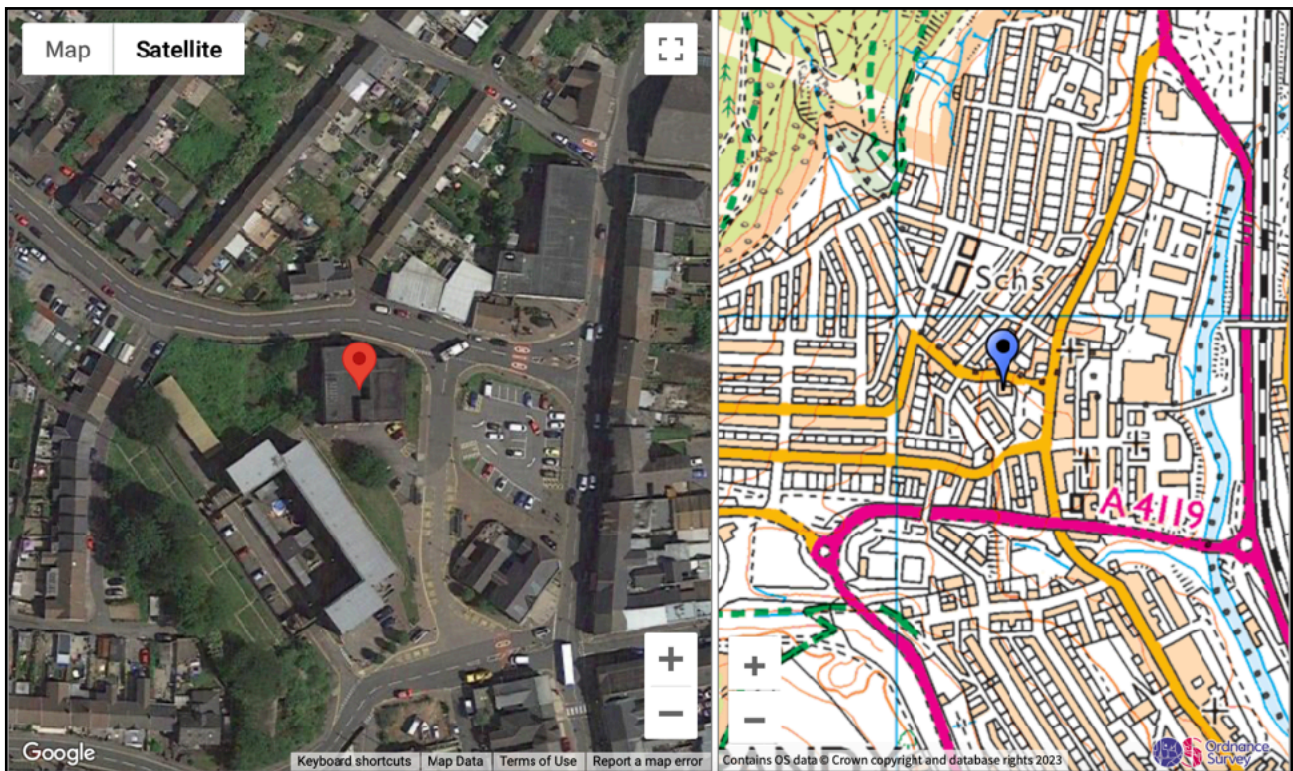 Map
Satellite
Schs
A 4119
Google
Keyboard shortcuts
Map Data
Terms of Use
Report a map error
Contains OS data © Crown copyright and database rights 2023
Ordnance
Survey